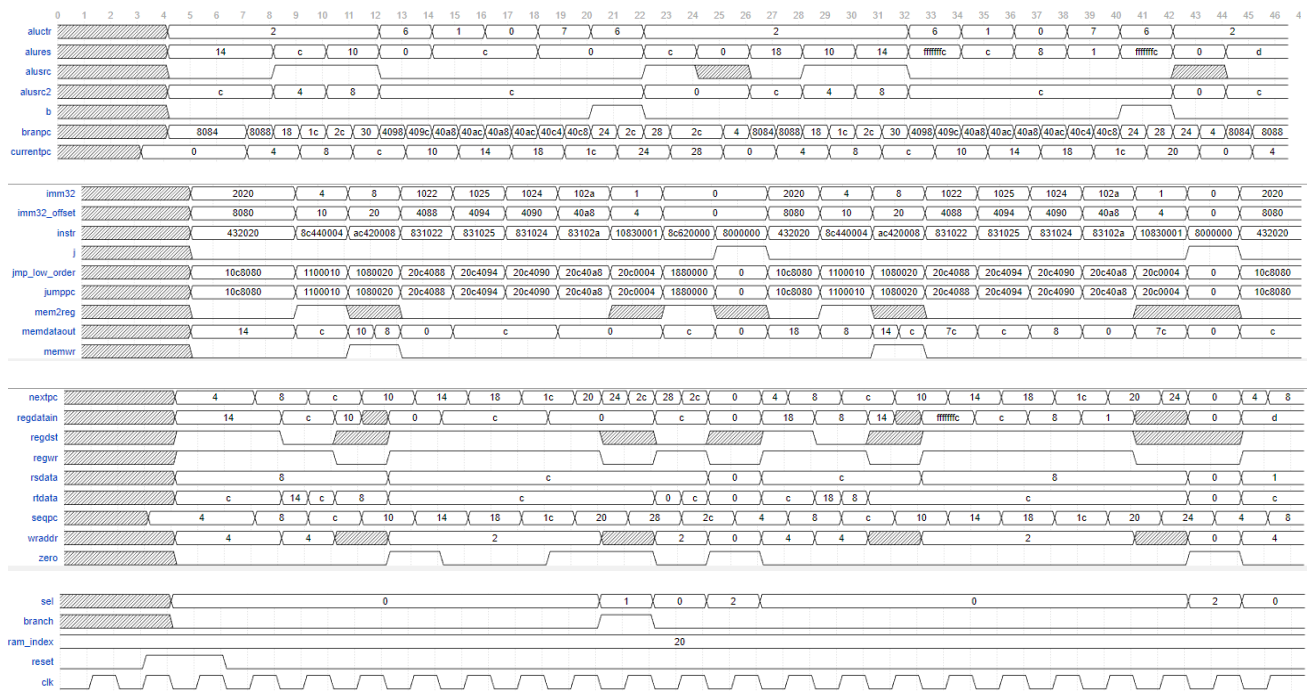 0 1 2 3 4 5 6 7 8 9 10 11 12 13 14 15 16 17 18 19 20 21 22 23 24 25 26 27 28 29 30 31 32 33 34 35 36 37 38 39 40 41 42 43 44 45 46 4
aluctr 2 6 1 0 7 6 2 6 1 0 7 6 2
alures 14 c 10 0 c 0 c 0 18 10 14 fffffffc c 8 1 fffffffc 0 d
alusrc
alusrc2 c 4 8 c 0 c 4 8 c 0 c
b
branpc 8084 8088 18 1c 2c 30 4098 409c 40a8 40ac 40a8 40ac 40c4 40c8 24 2c 28 2c 4 8084 8088 18 1c 2c 30 4098 409c 40a8 40ac 40a8 40ac 40c4 40c8 24 28 24 4 8084 8088
currentpc 0 4 8 c 10 14 18 1c 24 28 0 4 8 c 10 14 18 1c 20 0 4
imm32 2020 4 8 1022 1025 1024 102a 1 0 2020 4 8 1022 1025 1024 102a 1 0 2020
imm32_offset 8080 10 20 4088 4094 4090 40a8 4 0 8080 10 20 4088 4094 4090 40a8 4 0 8080
instr 432020 8c440004 ac420008 831022 831025 831024 83102a 10830001 8c620000 8000000 432020 8c440004 ac420008 831022 831025 831024 83102a 10830001 8000000 432020
j
jmp_low_order 10c8080 1100010 1080020 20c4088 20c4094 20c4090 20c40a8 20c0004 1880000 0 10c8080 1100010 1080020 20c4088 20c4094 20c4090 20c40a8 20c0004 0 10c8080
jumppc 10c8080 1100010 1080020 20c4088 20c4094 20c4090 20c40a8 20c0004 1880000 0 10c8080 1100010 1080020 20c4088 20c4094 20c4090 20c40a8 20c0004 0 10c8080
mem2reg
memdataout 14 c 10 8 0 c 0 c 0 18 8 14 c 7c c 8 0 7c 0 c
memwr
nextpc 4 8 c 10 14 18 1c 20 24 2c 28 2c 0 4 8 c 10 14 18 1c 20 24 0 4 8
regdatain 14 c 10 0 c 0 c 0 18 8 14 fffffffc c 8 1 0 d
regdst
regwr
rsdata 8 c 0 c 8 0 1
rtdata c 14 c 8 c 0 c 0 c 18 8 c 0 c
seqpc 4 8 c 10 14 18 1c 20 28 2c 4 8 c 10 14 18 1c 20 24 4 8
wraddr 4 4 2 2 0 4 4 2 0 4
zero
sel 0 1 0 2 0 2 0
branch
ram_index 20
reset
clk